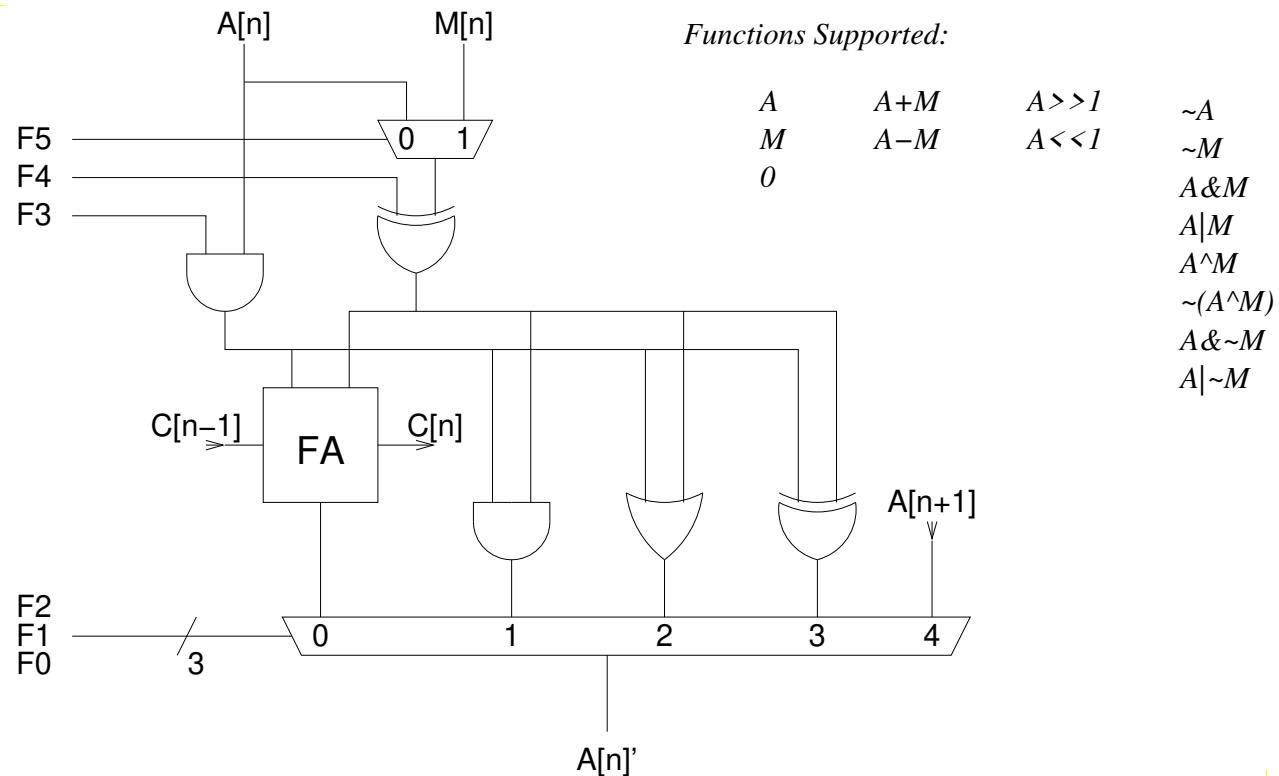 A[n]
M[n]
Functions Supported:
A A+M A>>1 ~A
M A−M A<<1 ~M
0
A&M
A|M
A^M
~(A^M)
A&~M
A|~M
F5
F4
F3
0 1
C[n−1]
FA
C[n]
A[n+1]
F2
F1
F0
3
0 1 2 3 4
A[n]’